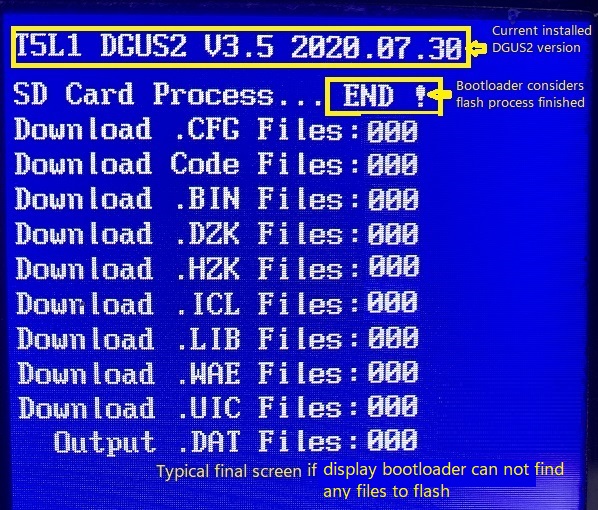 T5L1 DGUS2 V3.5 2020.07.30
Current installed
DGUS2 version
SD Card Process... END !
Bootloader considers
flash process finished
Download .CFG Files:000
Download Code Files:000
Download .BIN Files:000
Download .DZK Files:000
Download .HZK Files:000
Download .ICL Files:000
Download .LIB Files:000
Download .WAE Files:000
Download .UIC Files:000
Output .DAT Files:000
Typical final screen if display bootloader can not find
any files to flash